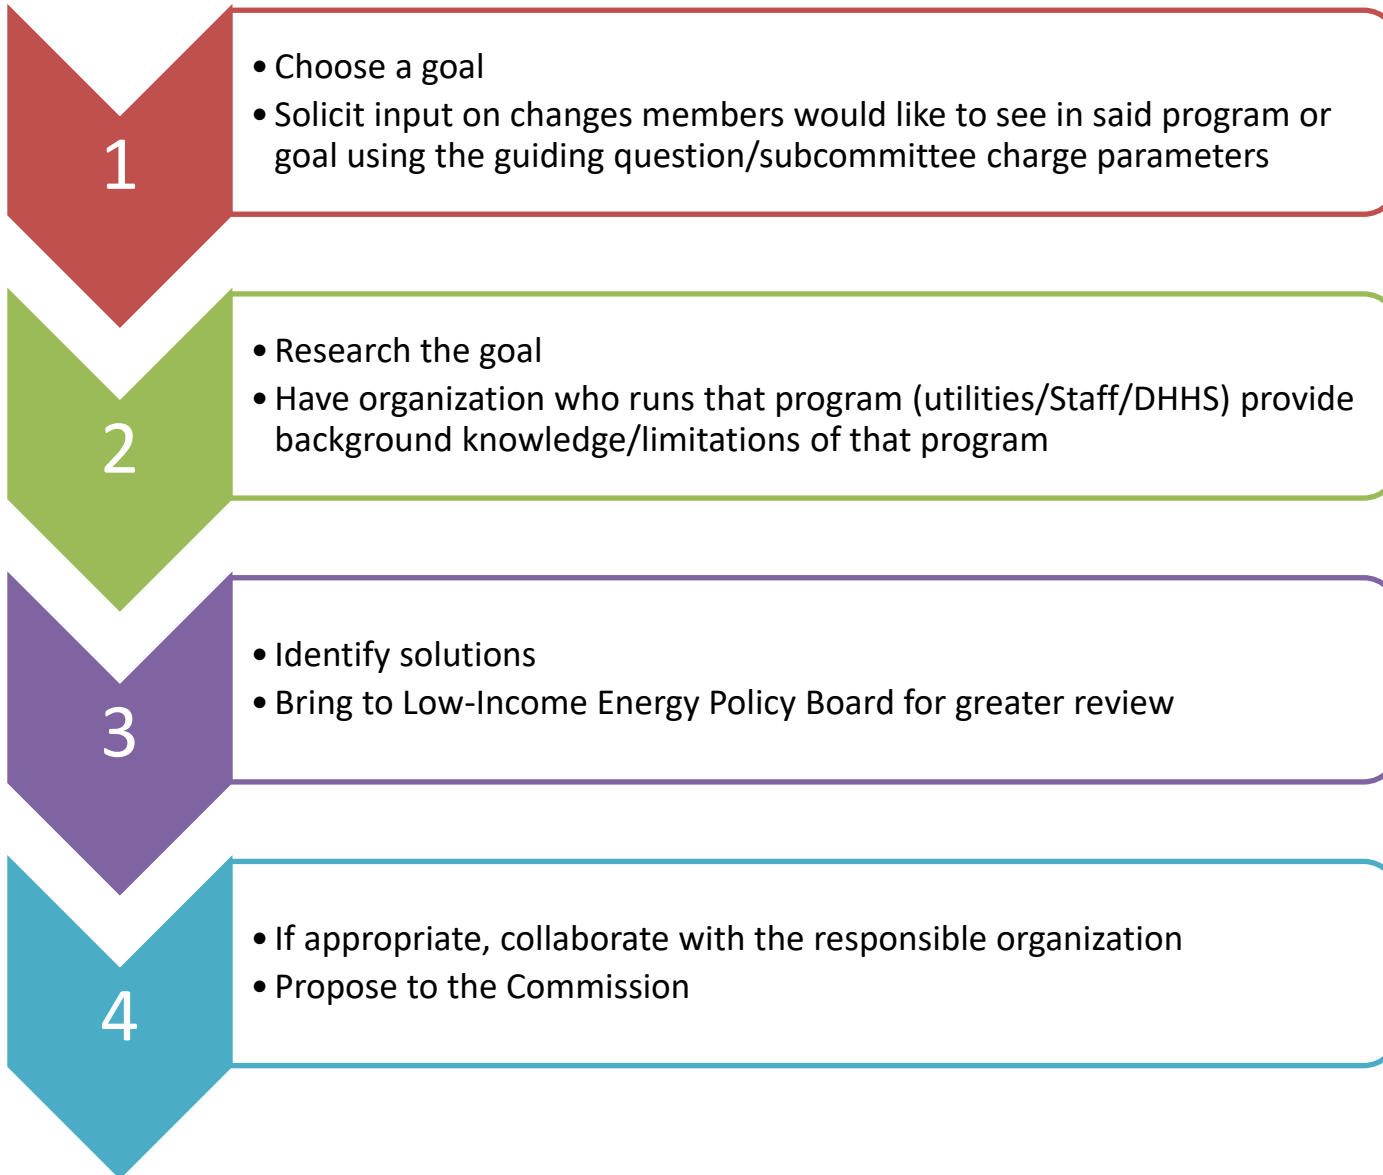 1
• Choose a goal
• Solicit input on changes members would like to see in said program or
goal using the guiding question/subcommittee charge parameters
2
• Research the goal
• Have organization who runs that program (utilities/Staff/DHHS) provide
background knowledge/limitations of that program
3
• Identify solutions
• Bring to Low-Income Energy Policy Board for greater review
4
• If appropriate, collaborate with the responsible organization
• Propose to the Commission